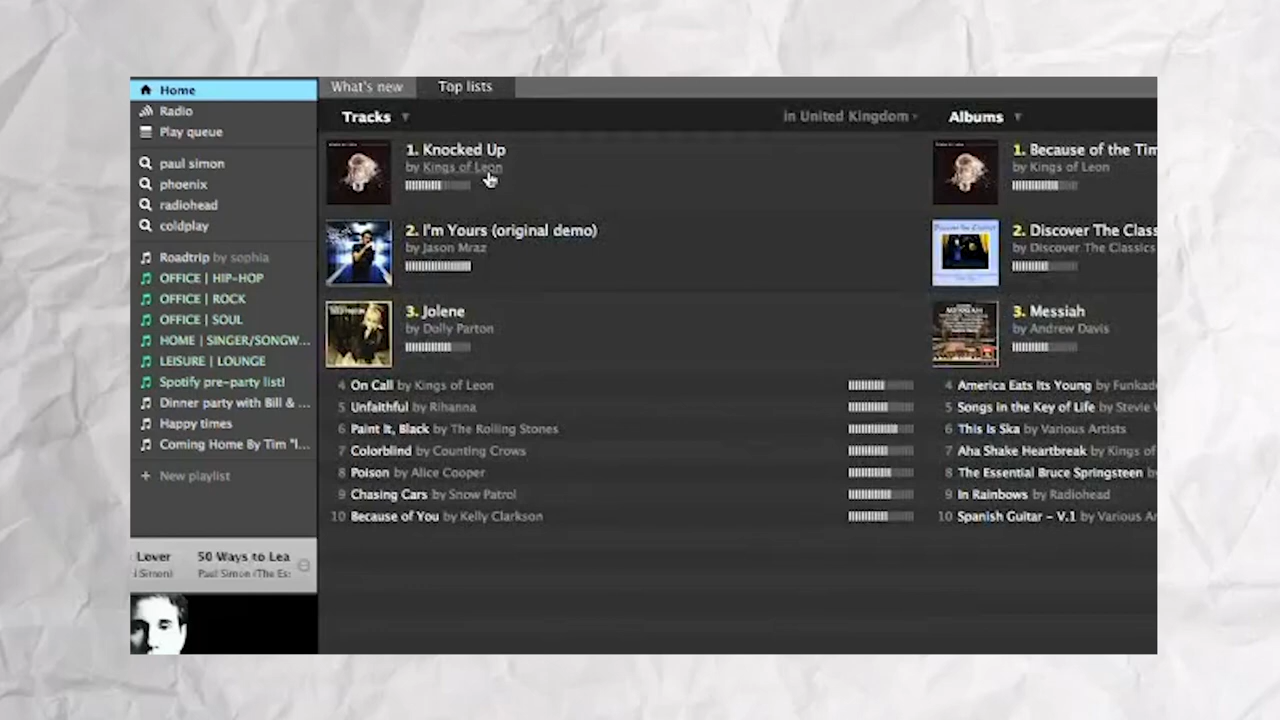 Home
Radio
Play queue
paul simon
phoenix
radiohead
coldplay
Roadtrip by sophia
OFFICE | HIP-HOP
OFFICE | ROCK
OFFICE | SOUL
HOME | SINGER/SONGW...
LEISURE | LOUNGE
Spotify pre-party list!
Dinner party with Bill & ...
Happy times
Coming Home By Tim "I...
+ New playlist
Lover
Simon)
50 Ways to Lea
Paul Simon (The Es:
What's new
Top lists
Tracks
in United Kingdom
1. Knocked Up
by Kings of Leon
2. I'm Yours (original demo)
by Jason Mraz
3. Jolene
by Dolly Parton
4 On Call by Kings of Leon
5 Unfaithful by Rihanna
6 Paint It, Black by The Rolling Stones
7 Colorblind by Counting Crows
8 Poison by Alice Cooper
9 Chasing Cars by Snow Patrol
10 Because of You by Kelly Clarkson
Albums
1. Because of the Tim
by Kings of Leon
2. Discover The Class
by Discover The Classics
3. Messiah
by Andrew Davis
4 America Eats Its Young by Funkad
5 Songs in the Key of Life by Stevie
6 This Is Ska by Various Artists
7 Aha Shake Heartbreak by Kings of
8 The Essential Bruce Springsteen by
9 In Rainbows by Radiohead
10 Spanish Guitar - V.1 by Various Ar